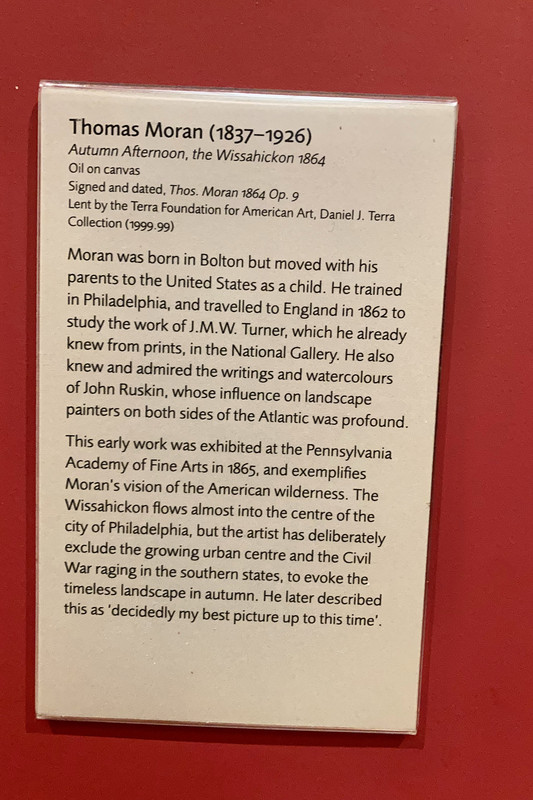 Thomas Moran (1837–1926)
Autumn Afternoon, the Wissahickon 1864
Oil on canvas
Signed and dated, Thos. Moran 1864 Op. 9
Lent by the Terra Foundation for American Art, Daniel J. Terra
Collection (1999.99)
Moran was born in Bolton but moved with his
parents to the United States as a child. He trained
in Philadelphia, and travelled to England in 1862 to
study the work of J.M.W. Turner, which he already
knew from prints, in the National Gallery. He also
knew and admired the writings and watercolours
of John Ruskin, whose influence on landscape
painters on both sides of the Atlantic was profound.
This early work was exhibited at the Pennsylvania
Academy of Fine Arts in 1865, and exemplifies
Moran's vision of the American wilderness. The
Wissahickon flows almost into the centre of the
city of Philadelphia, but the artist has deliberately
exclude the growing urban centre and the Civil
War raging in the southern states, to evoke the
timeless landscape in autumn. He later described
this as 'decidedly my best picture up to this time'.